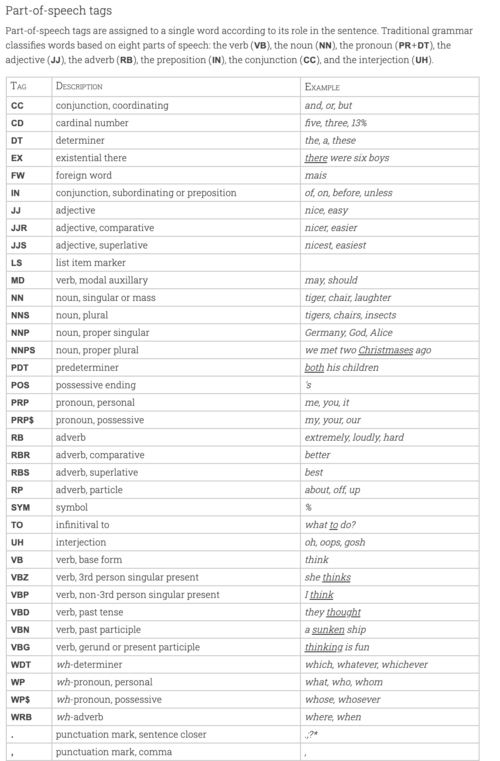 Part-of-speech tags
Part-of-speech tags are assigned to a single word according to its role in the sentence. Traditional grammar
classifies words based on eight parts of speech: the verb (VB), the noun (NN), the pronoun (PR+DT), the
adjective (JJ), the adverb (RB), the preposition (IN), the conjunction (CC), and the interjection (UH).
TAG DESCRIPTION EXAMPLE
CC conjunction, coordinating and, or, but
CD cardinal number five, three, 13%
DT determiner the, a, these
EX existential there there were six boys
FW foreign word mais
IN conjunction, subordinating or preposition of, on, before, unless
JJ adjective nice, easy
JJR adjective, comparative nicer, easier
JJS adjective, superlative nicest, easiest
LS list item marker
MD verb, modal auxillary may, should
NN noun, singular or mass tiger, chair, laughter
NNS noun, plural tigers, chairs, insects
NNP noun, proper singular Germany, God, Alice
NNPS noun, proper plural we met two Christmases ago
PDT predeterminer both his children
POS possessive ending 's
PRP pronoun, personal me, you, it
PRP$ pronoun, possessive my, your, our
RB adverb extremely, loudly, hard
RBR adverb, comparative better
RBS adverb, superlative best
RP adverb, particle about, off, up
SYM symbol %
TO infinitival to what to do?
UH interjection oh, oops, gosh
VB verb, base form think
VBZ verb, 3rd person singular present she thinks
VBP verb, non-3rd person singular present I think
VBD verb, past tense they thought
VBN verb, past participle a sunken ship
VBG verb, gerund or present participle thinking is fun
WDT wh-determiner which, whatever, whichever
WP wh-pronoun, personal what, who, whom
WP$ wh-pronoun, possessive whose, whosever
WRB wh-adverb where, when
. punctuation mark, sentence closer .;?*
, punctuation mark, comma ,